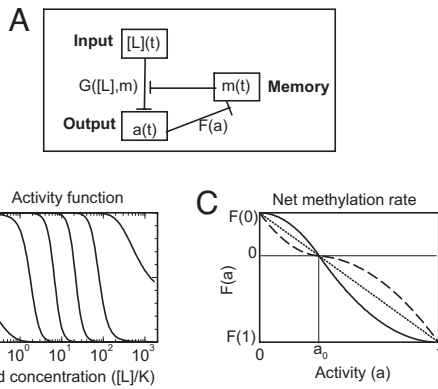 A
Input
[L](t)
G([L],m)
m(t)
Memory
Output
a(t)
F(a)
Activity function
10⁰
10¹
10²
10³
d concentration ([L]/K)
C
Net methylation rate
F(0)
0
F(a)
F(1)
0
a₀
Activity (a)